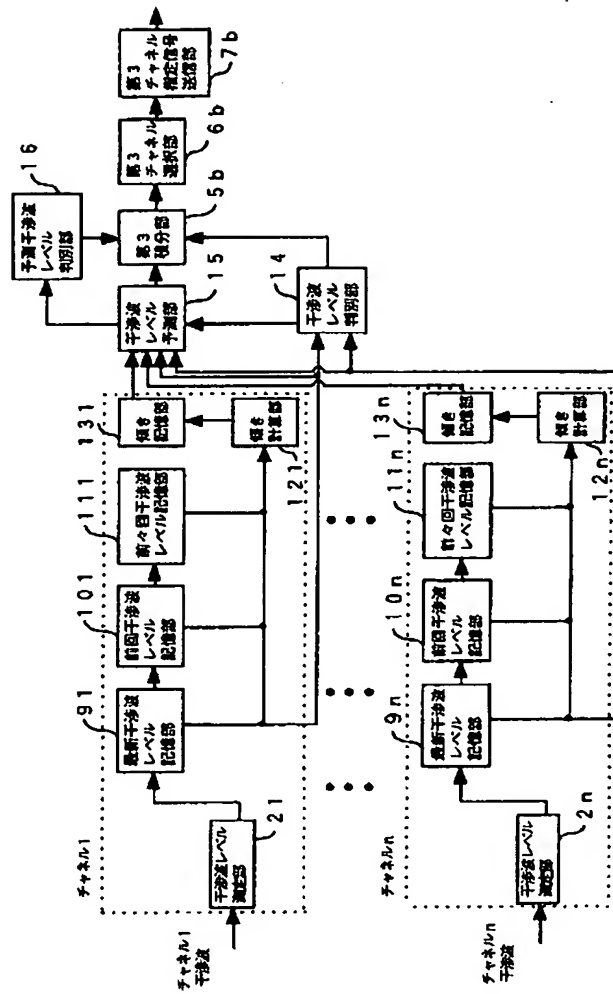 チャネル1
干渉波
チャネル1
干渉波レベル
測定部
21
最新干渉波
レベル
記憶部
91
前回干渉波
レベル
記憶部
101
前々回干渉波
レベル記憶部
111
傾き
計算部
121
傾き
記憶部
131
チャネルn
干渉波
チャネルn
干渉波レベル
測定部
2n
最新干渉波
レベル
記憶部
9n
前回干渉波
レベル
記憶部
10n
前々回干渉波
レベル記憶部
11n
傾き
計算部
12n
傾き
記憶部
13n
干渉波
レベル
判別部
14
干渉波
レベル
予測部
15
予測干渉波
レベル
判別部
16
第3
積分部
5b
第3
チャネル
選択部
6b
第3
チャネル
指定信号
送信部
7b